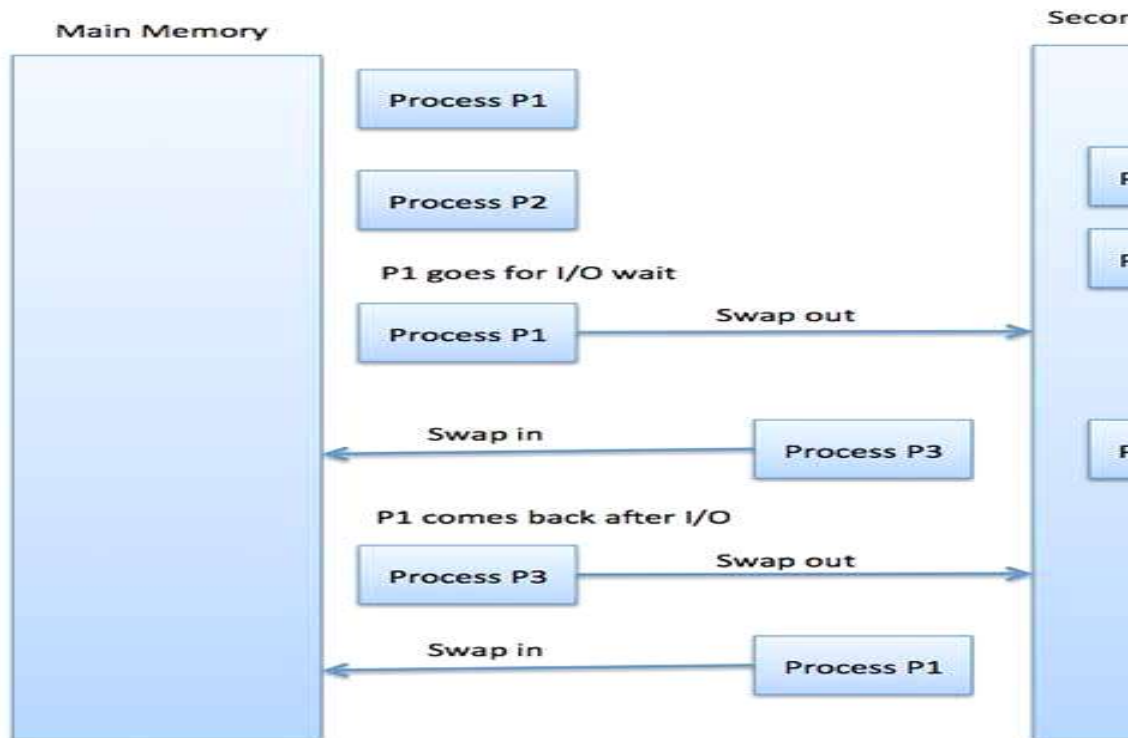 Main Memory
Secon
Process P1
Process P2
P
P
P1 goes for I/O wait
Process P1
Swap out
Swap in
Process P3
P
P1 comes back after I/O
Process P3
Swap out
Swap in
Process P1